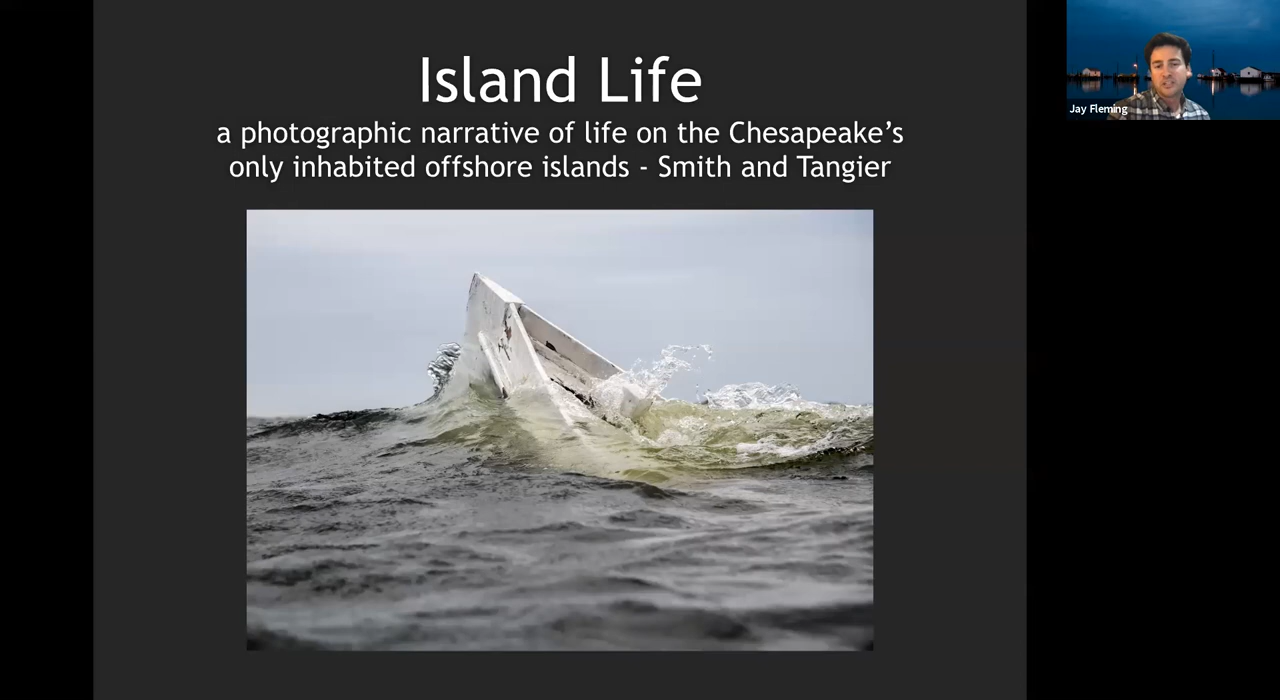 Island Life
a photographic narrative of life on the Chesapeake’s
only inhabited offshore islands - Smith and Tangier
Jay Fleming